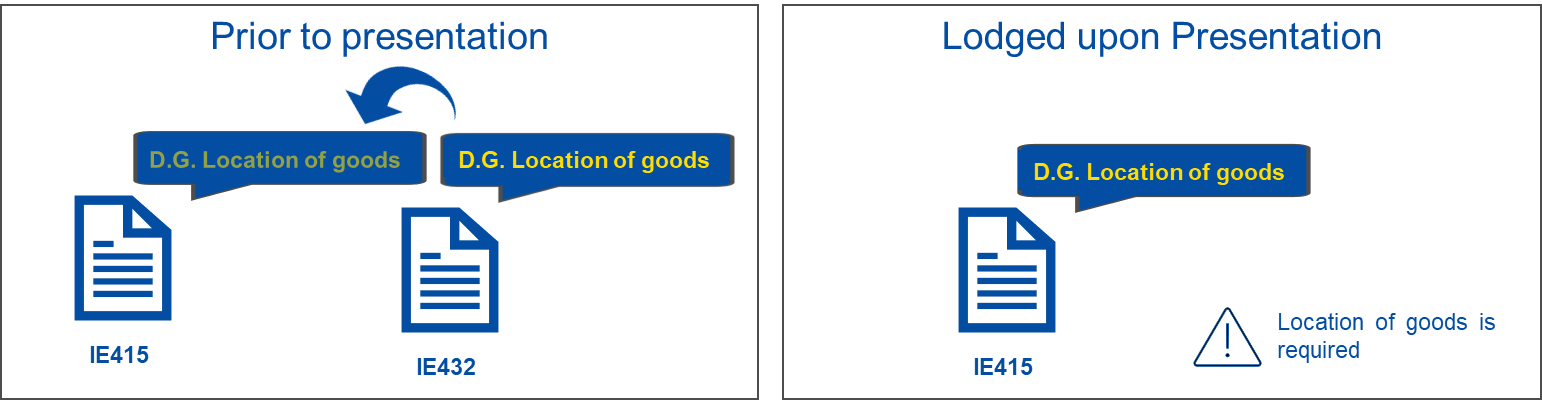 Prior to presentation
D.G. Location of goods
D.G. Location of goods
IE415
IE432
Lodged upon Presentation
D.G. Location of goods
IE415
Location of goods is
required